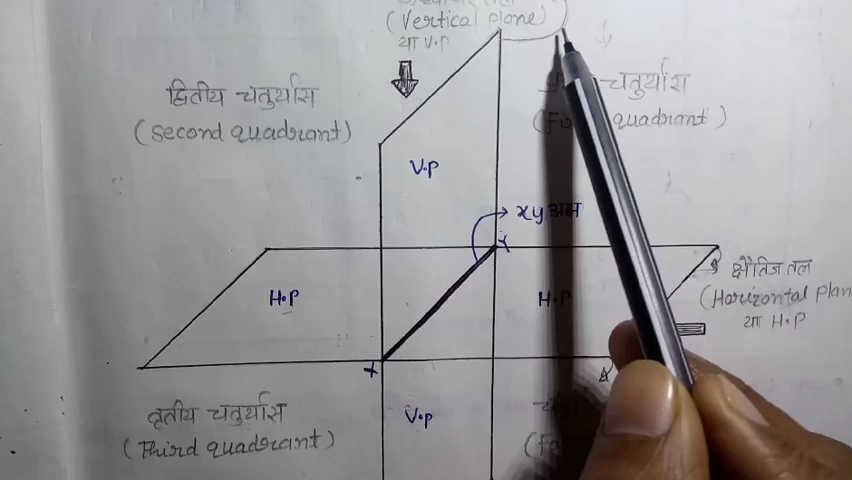 (Vertical plane)
या V.P
द्वितीय चतुर्थास
(Second quadrant)
चतुर्थास
quadrant)
V.P
xy अक्ष
Y
H.P
H.P
क्षैतिज तल
(Horizontal plan
या H.P
X
तृतीय चतुर्थास
(Third quadrant)
V.P